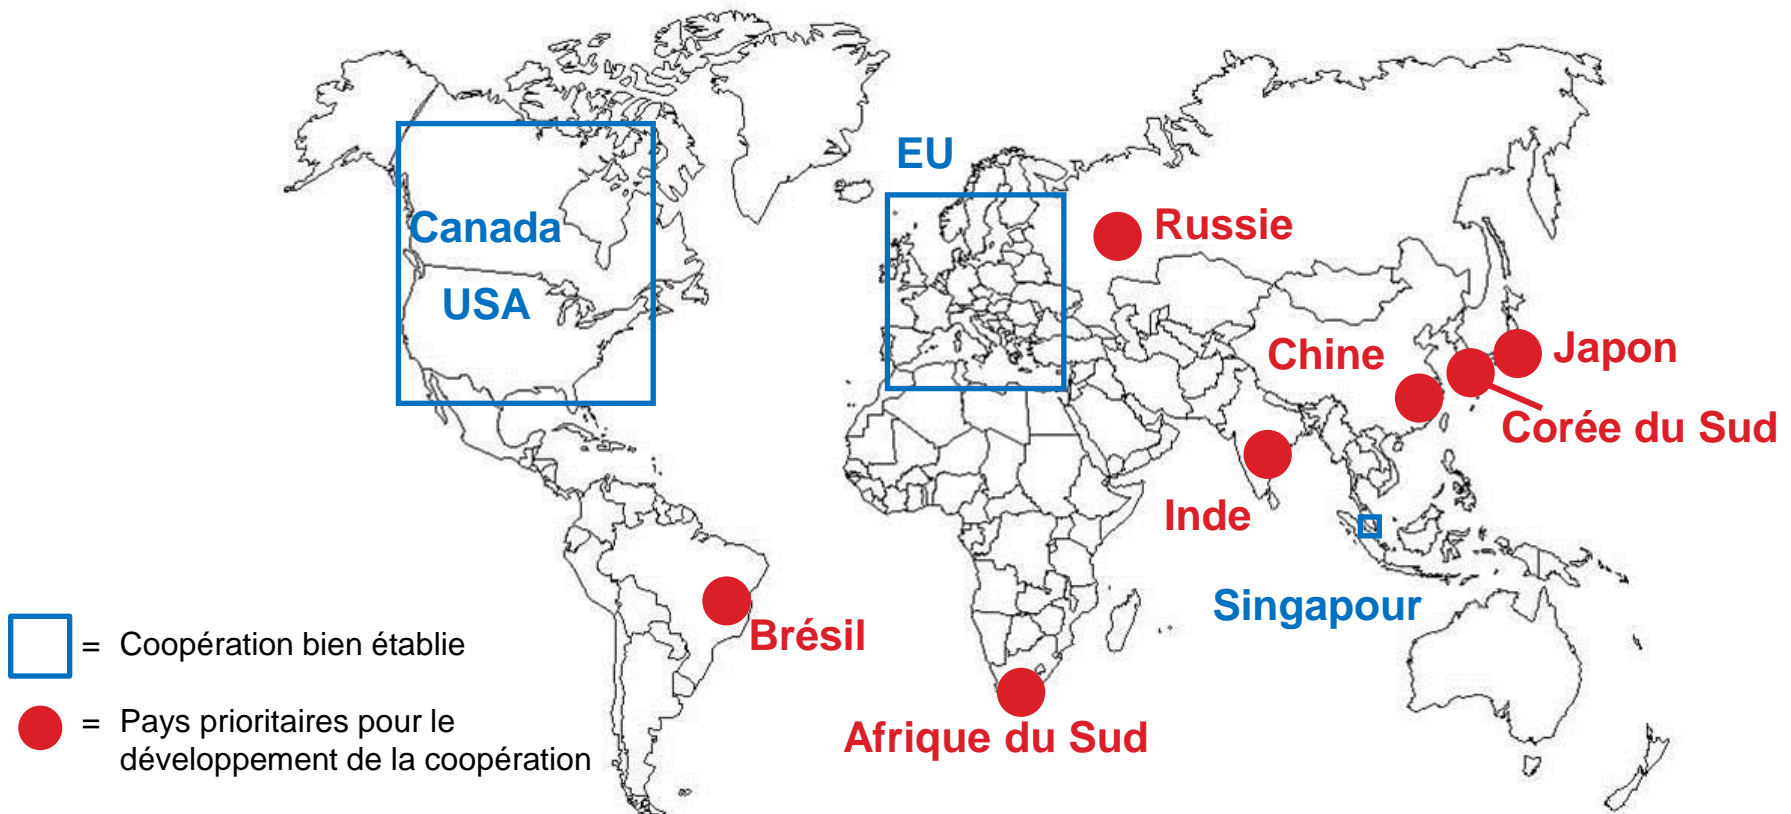 EU
Canada
Russie
USA
Chine
Japon
Corée du Sud
Inde
Singapour
Brésil
Afrique du Sud
= Coopération bien établie
= Pays prioritaires pour le
développement de la coopération